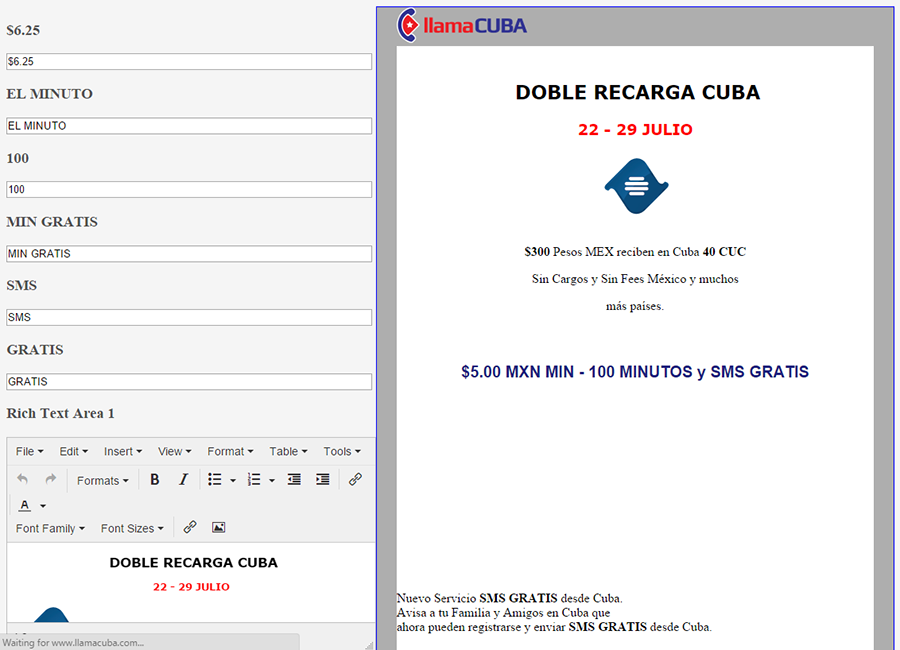 $6.25
$6.25
EL MINUTO
EL MINUTO
100
100
MIN GRATIS
MIN GRATIS
SMS
SMS
GRATIS
GRATIS
Rich Text Area 1
File Edit Insert View Format Table Tools
Formats B I
A
Font Family Font Sizes
DOBLE RECARGA CUBA
22 - 29 JULIO
Waiting for www.llamacuba.com...
llamaCUBA
DOBLE RECARGA CUBA
22 - 29 JULIO
$300 Pesos MEX reciben en Cuba 40 CUC
Sin Cargos y Sin Fees México y muchos
más países.
$5.00 MXN MIN - 100 MINUTOS y SMS GRATIS
Nuevo Servicio SMS GRATIS desde Cuba.
Avisa a tu Familia y Amigos en Cuba que
ahora pueden registrarse y enviar SMS GRATIS desde Cuba.